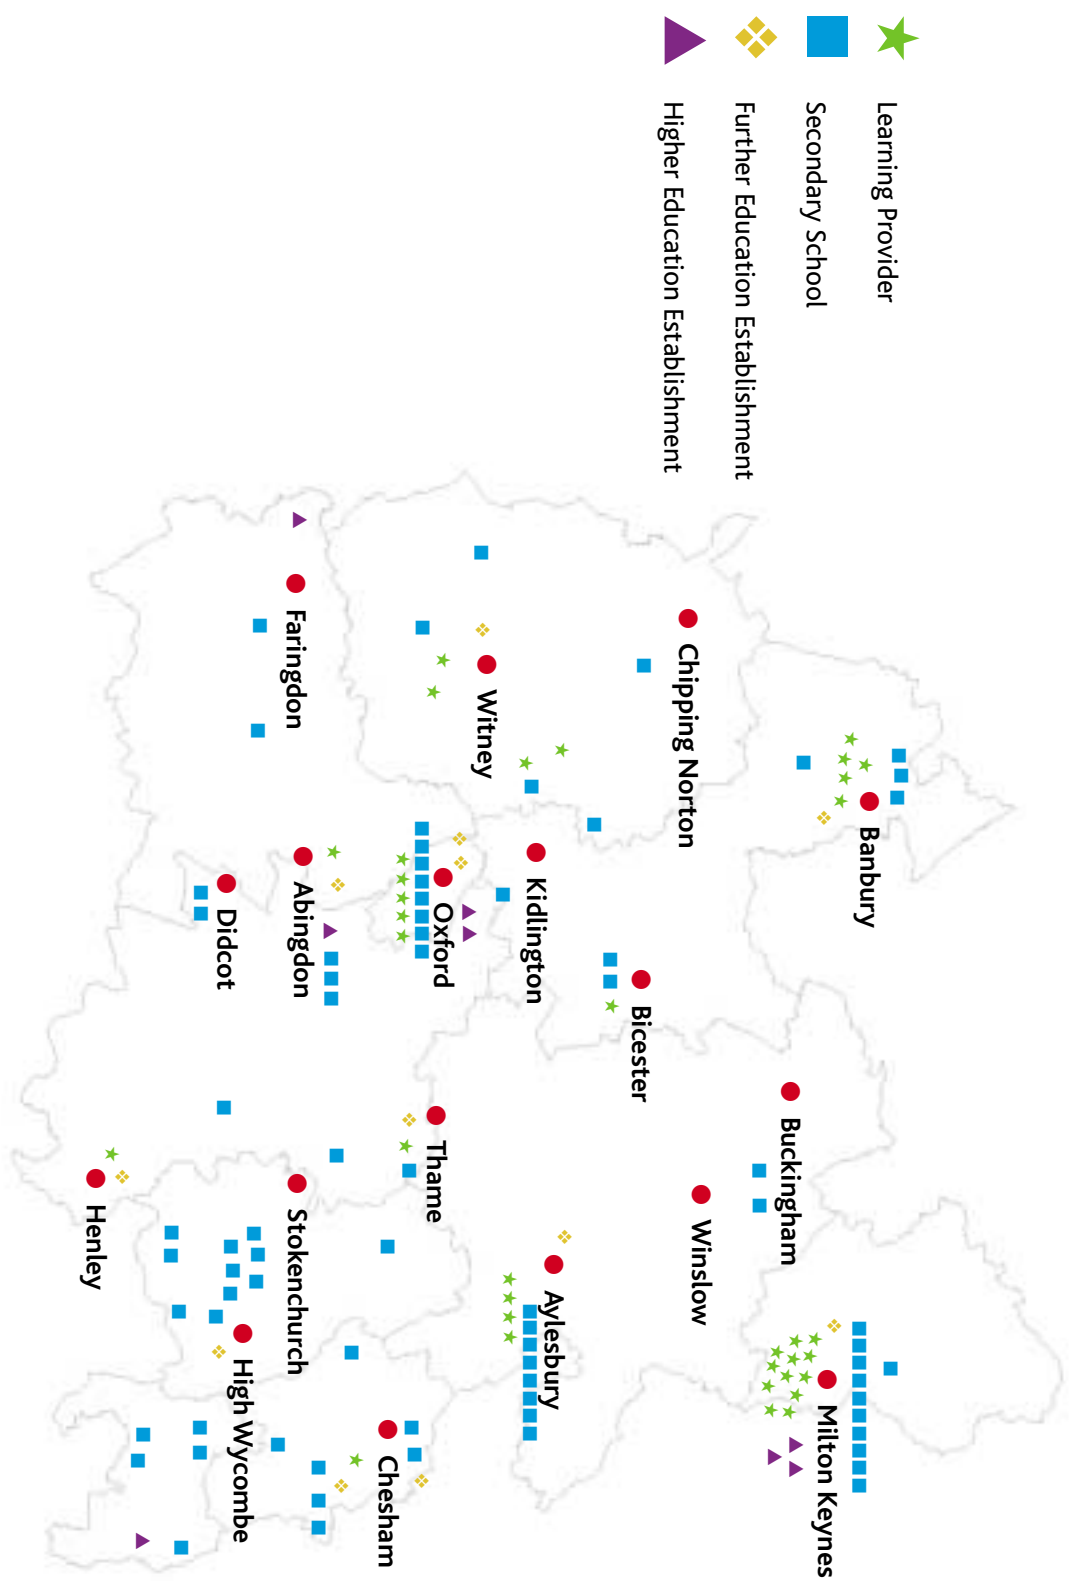 Learning Provider
Secondary School
Further Education Establishment
Higher Education Establishment
Banbury
Chipping Norton
Buckingham
Milton Keynes
Winslow
Bicester
Kidlington
Aylesbury
Witney
Oxford
Thame
Chesham
Faringdon
Abingdon
Stokenchurch
Didcot
High Wycombe
Henley